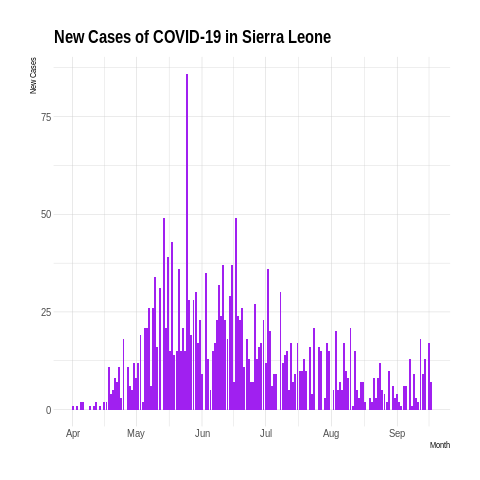 New Cases of COVID-19 in Sierra Leone
New Cases
75
50
25
0
Apr May Jun Jul Aug Sep
Month